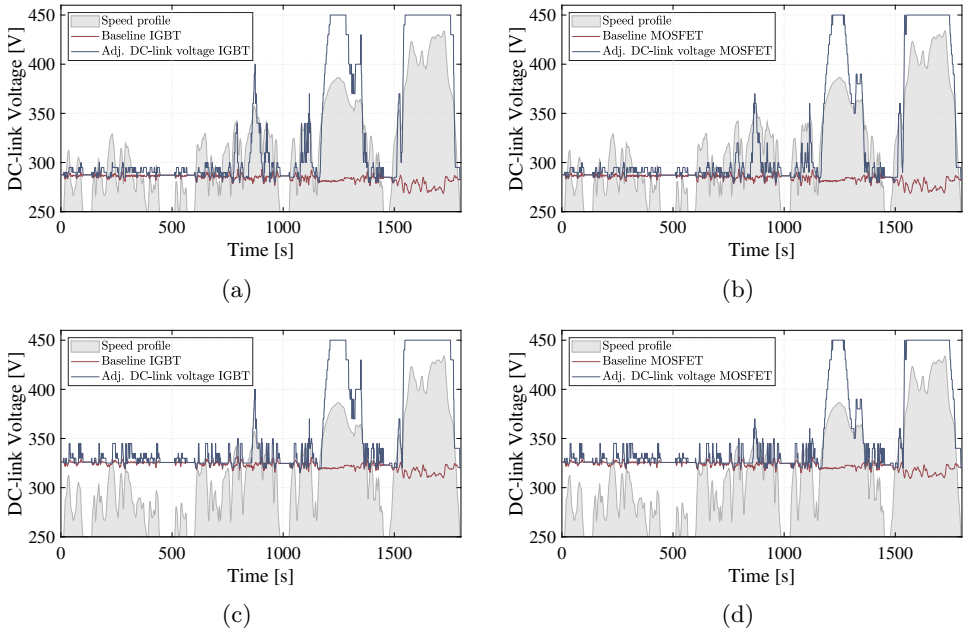 DC-link Voltage [V]
450
400
350
300
250
Speed profile
Baseline IGBT
Adj. DC-link voltage IGBT
0
500
1000
1500
Time [s]
(a)
DC-link Voltage [V]
450
400
350
300
250
Speed profile
Baseline MOSFET
Adj. DC-link voltage MOSFET
0
500
1000
1500
Time [s]
(b)
DC-link Voltage [V]
450
400
350
300
250
Speed profile
Baseline IGBT
Adj. DC-link voltage IGBT
0
500
1000
1500
Time [s]
(c)
DC-link Voltage [V]
450
400
350
300
250
Speed profile
Baseline MOSFET
Adj. DC-link voltage MOSFET
0
500
1000
1500
Time [s]
(d)